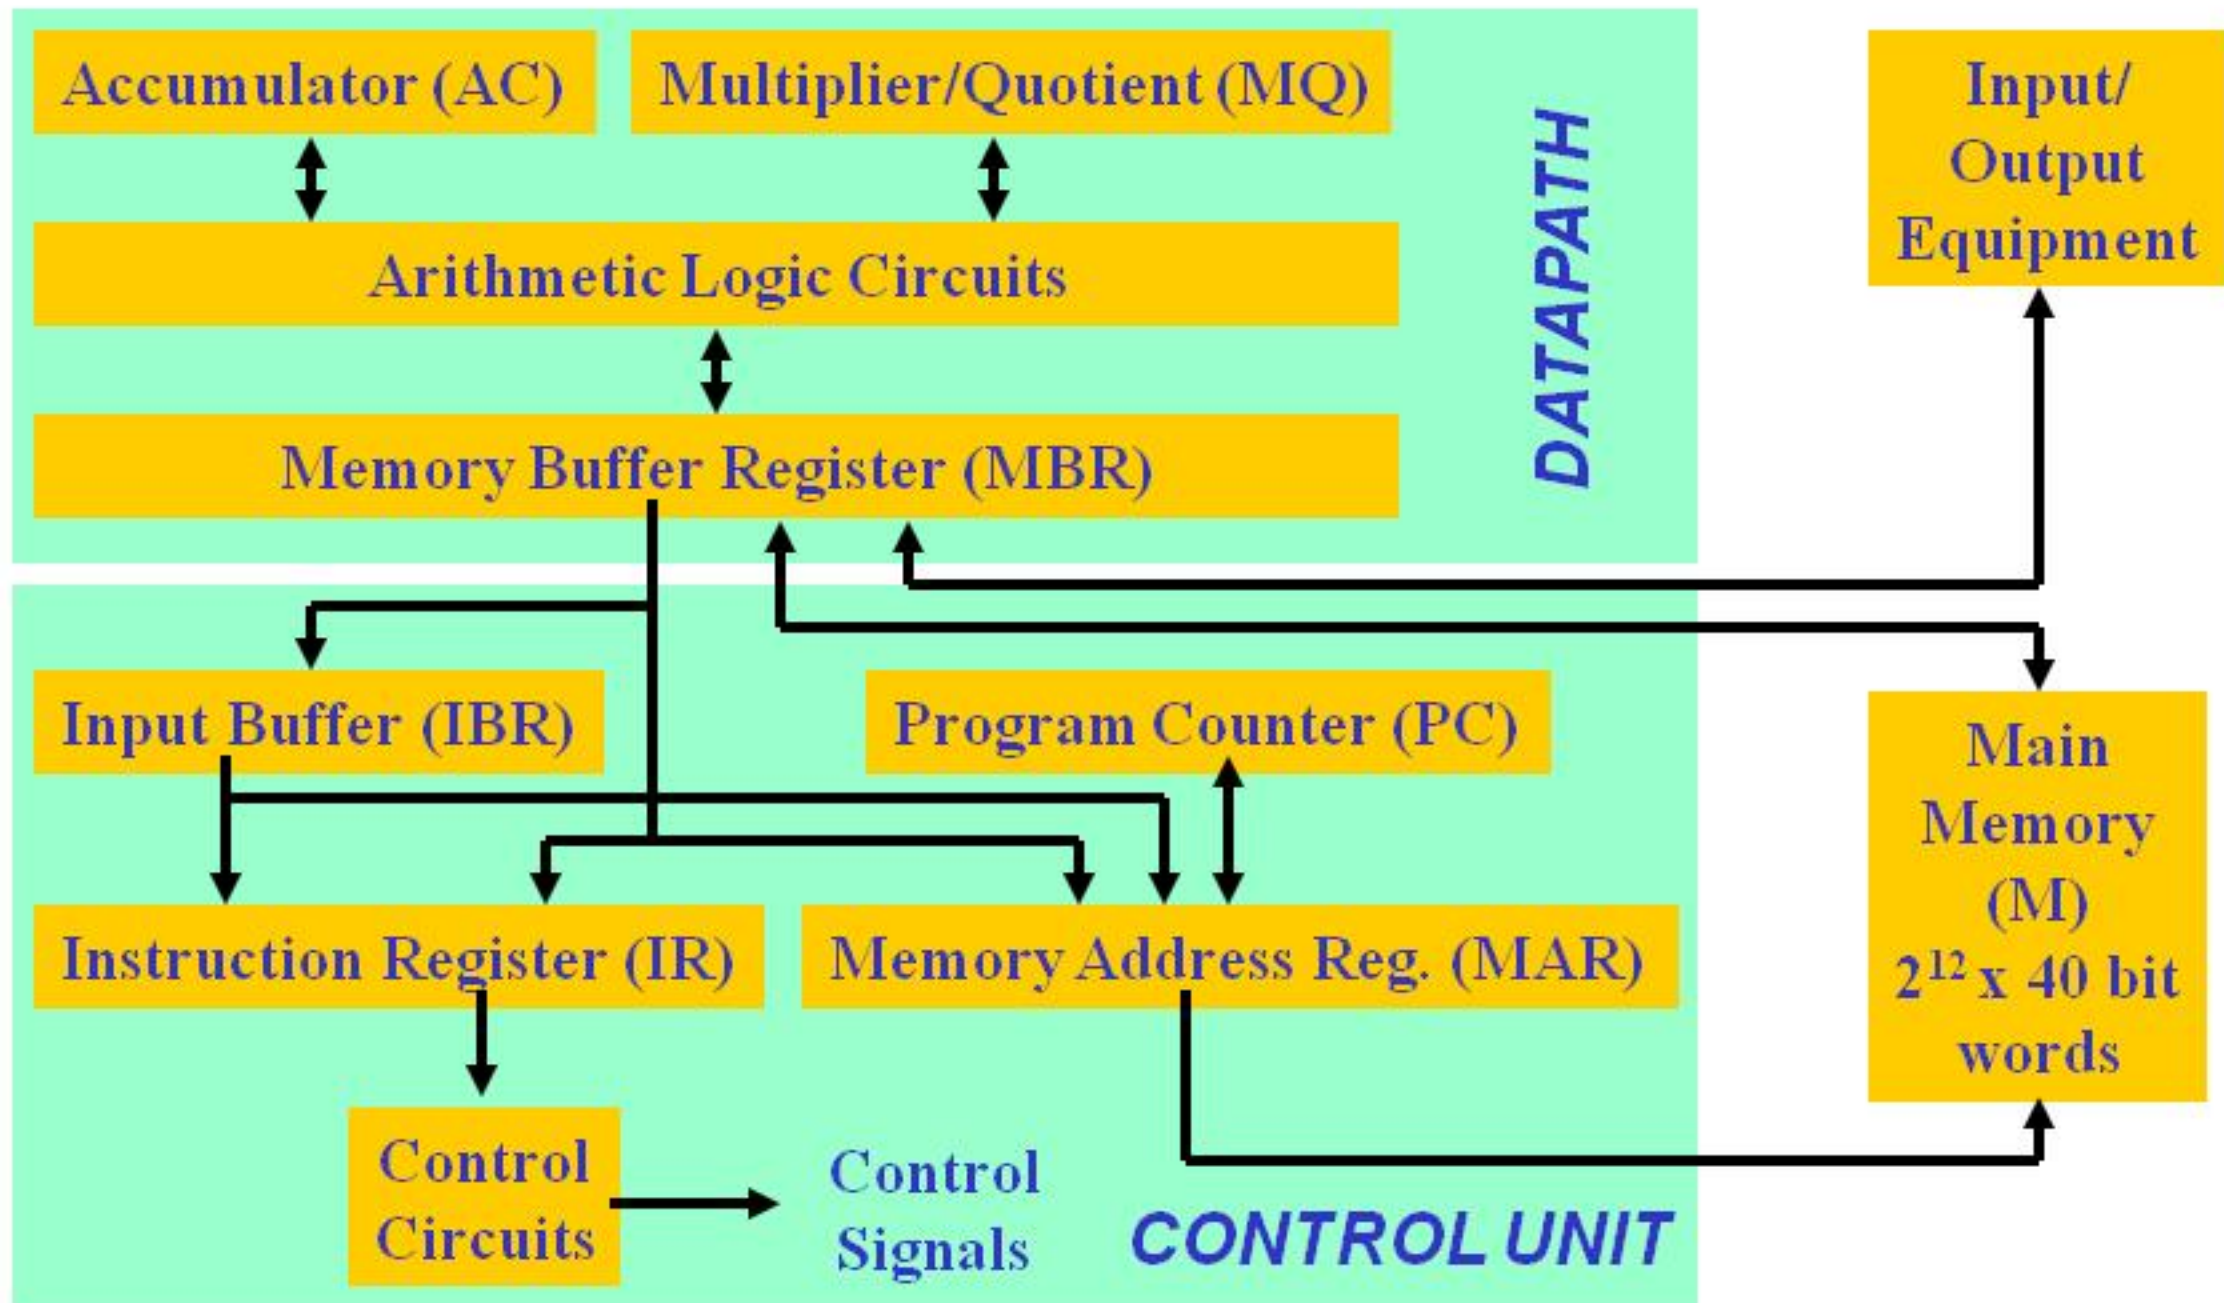 Accumulator (AC)
Multiplier/Quotient (MQ)
Arithmetic Logic Circuits
Memory Buffer Register (MBR)
DATAPATH
Input/
Output
Equipment
Input Buffer (IBR)
Program Counter (PC)
Instruction Register (IR)
Memory Address Reg. (MAR)
Main
Memory
(M)
2¹² x 40 bit
words
Control
Circuits
Control
Signals
CONTROL UNIT